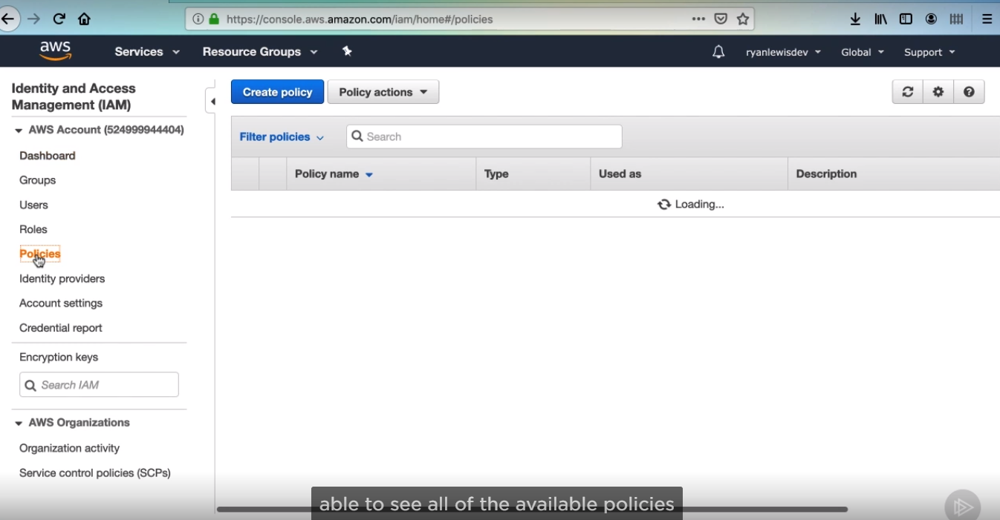 https://console.aws.amazon.com/iam/home#/policies
aws
Services
Resource Groups
ryanlewisdev
Global
Support
Identity and Access
Management (IAM)
AWS Account (524999944404)
Dashboard
Groups
Users
Roles
Policies
Identity providers
Account settings
Credential report
Encryption keys
Search IAM
AWS Organizations
Organization activity
Service control policies (SCPs)
Create policy
Policy actions
Filter policies
Search
Policy name
Type
Used as
Description
Loading...
able to see all of the available policies